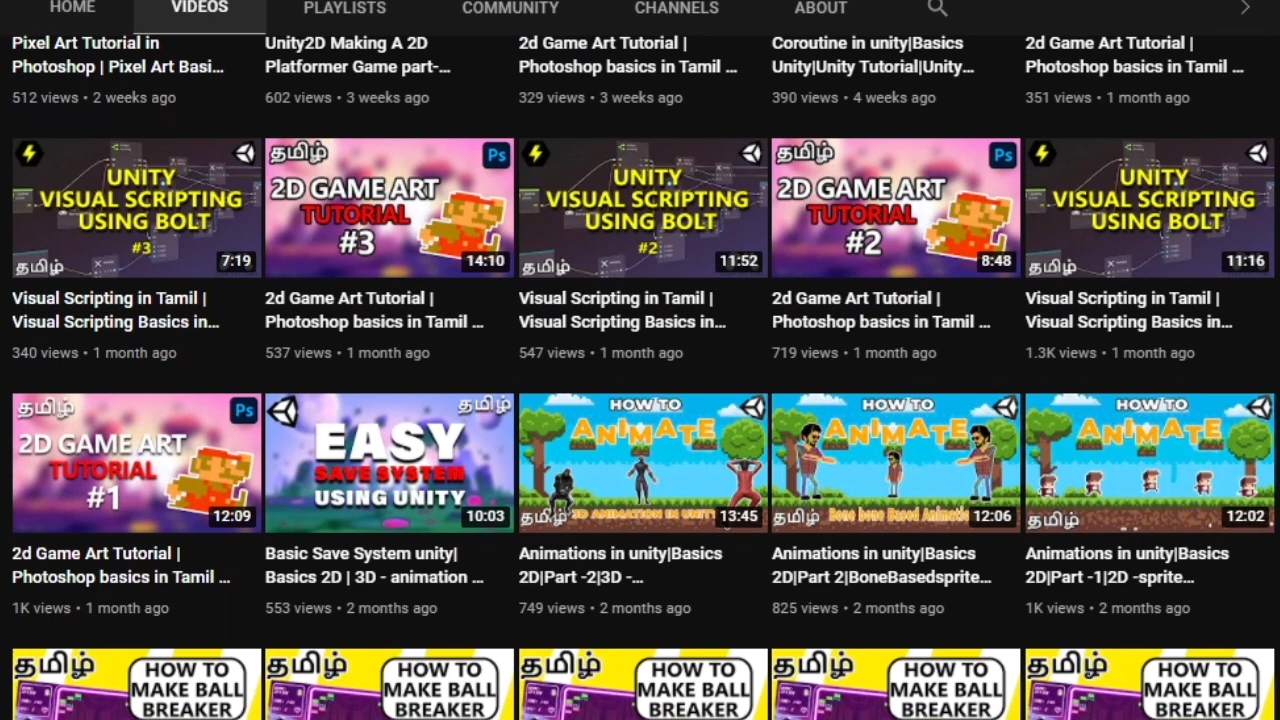 HOME VIDEOS PLAYLISTS COMMUNITY CHANNELS ABOUT
Pixel Art Tutorial in
Photoshop | Pixel Art Basi...
512 views • 2 weeks ago
Unity2D Making A 2D
Platformer Game part-...
602 views • 3 weeks ago
2d Game Art Tutorial |
Photoshop basics in Tamil ...
329 views • 3 weeks ago
Coroutine in unity|Basics
Unity|Unity Tutorial|Unity...
390 views • 4 weeks ago
2d Game Art Tutorial |
Photoshop basics in Tamil ...
351 views • 1 month ago
UNITY
VISUAL SCRIPTING
USING BOLT
#3
தமிழ்
7:19
Visual Scripting in Tamil |
Visual Scripting Basics in...
340 views • 1 month ago
தமிழ்
Ps
2D GAME ART
TUTORIAL
#3
14:10
2d Game Art Tutorial |
Photoshop basics in Tamil ...
537 views • 1 month ago
UNITY
VISUAL SCRIPTING
USING BOLT
#2
தமிழ்
11:52
Visual Scripting in Tamil |
Visual Scripting Basics in...
547 views • 1 month ago
தமிழ்
Ps
2D GAME ART
TUTORIAL
#2
8:48
2d Game Art Tutorial |
Photoshop basics in Tamil ...
719 views • 1 month ago
UNITY
VISUAL SCRIPTING
USING BOLT
தமிழ்
11:16
Visual Scripting in Tamil |
Visual Scripting Basics in...
1.3K views • 1 month ago
தமிழ்
Ps
2D GAME ART
TUTORIAL
#1
12:09
2d Game Art Tutorial |
Photoshop basics in Tamil ...
1K views • 1 month ago
தமிழ்
EASY
SAVE SYSTEM
USING UNITY
10:03
Basic Save System unity|
Basics 2D | 3D - animation ...
553 views • 2 months ago
HOW TO
ANIMATE
தமிழ்
3D ANIMATION IN UNITY
13:45
Animations in unity|Basics
2D|Part -2|3D -...
749 views • 2 months ago
HOW TO
ANIMATE
தமிழ்
Bone bone Based Animatio
12:06
Animations in unity|Basics
2D|Part 2|BoneBasedsprite...
825 views • 2 months ago
HOW TO
ANIMATE
தமிழ்
12:02
Animations in unity|Basics
2D|Part -1|2D -sprite...
1K views • 2 months ago
தமிழ்
HOW TO
MAKE BALL
BREAKER
தமிழ்
HOW TO
MAKE BALL
BREAKER
தமிழ்
HOW TO
MAKE BALL
BREAKER
தமிழ்
HOW TO
MAKE BALL
BREAKER
தமிழ்
HOW TO
MAKE BALL
BREAKER